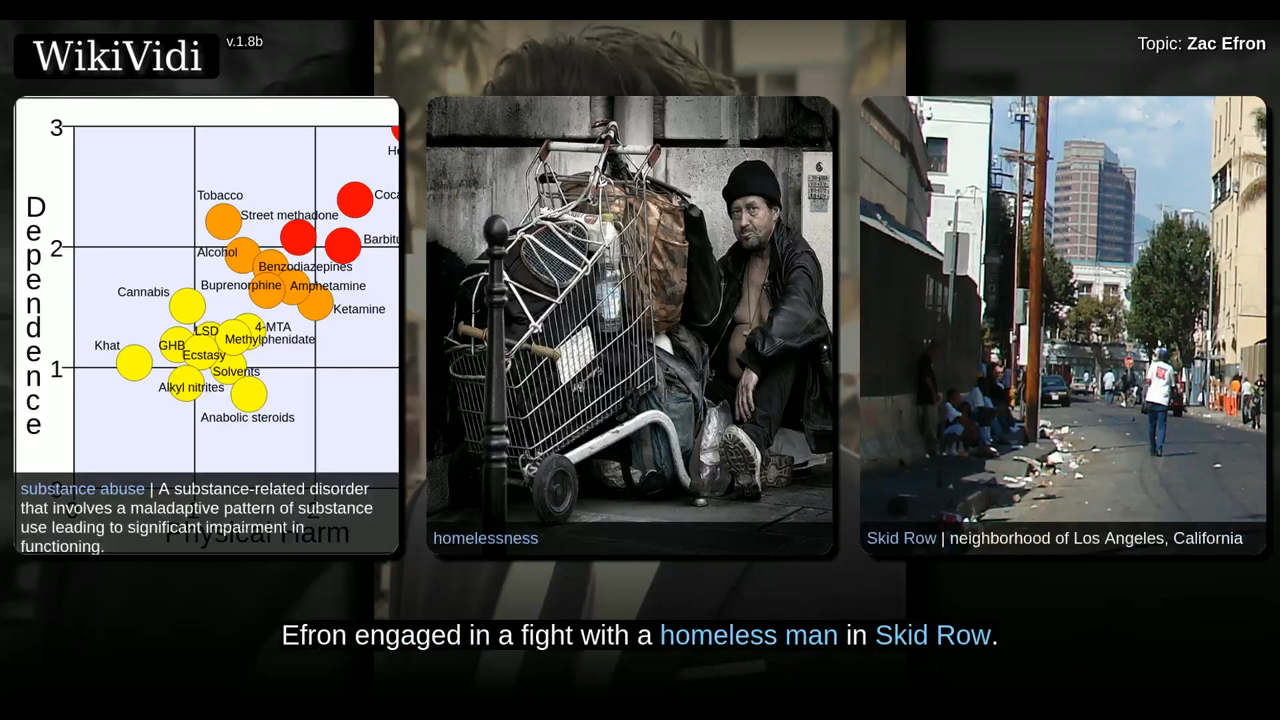 WikiVidi
v.1.8b
Topic: Zac Efron
3
2
1
Dependence
Tobacco
Street methadone
Alcohol
Benzodiazepines
Buprenorphine
Amphetamine
Ketamine
Cannabis
LSD
4-MTA
Methylphenidate
Khat
GHB
Ecstasy
Solvents
Alkyl nitrites
Anabolic steroids
Physical Harm
substance abuse | A substance-related disorder
that involves a maladaptive pattern of substance
use leading to significant impairment in
functioning.
homelessness
Skid Row | neighborhood of Los Angeles, California
Efron engaged in a fight with a homeless man in Skid Row.